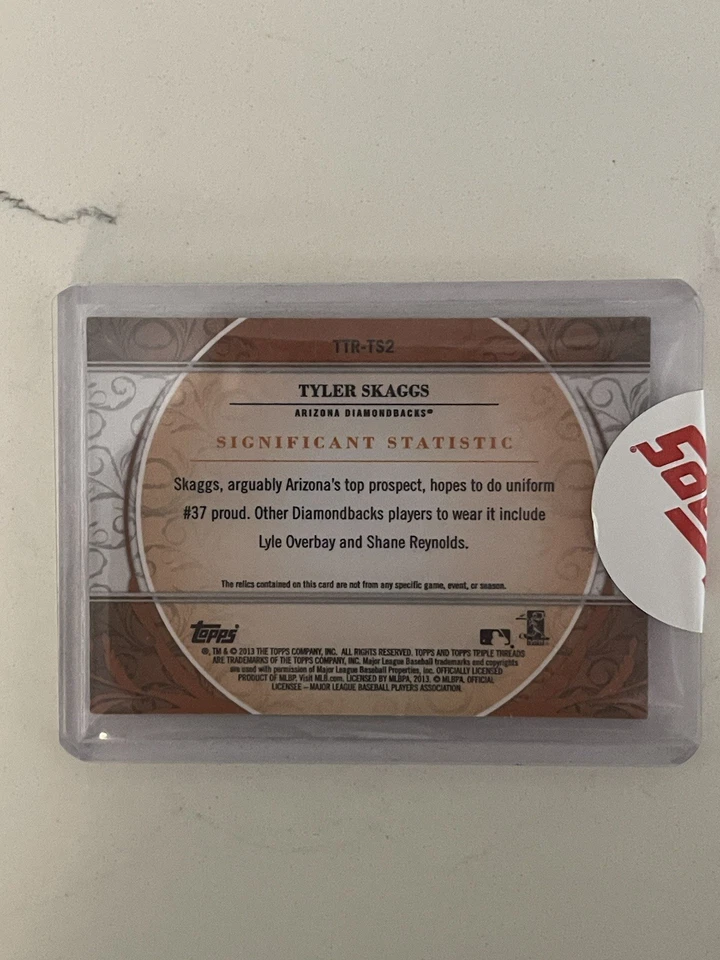 TTR-TS2
TYLER SKAGGS
ARIZONA DIAMONDBACKS®
SIGNIFICANT STATISTIC
Skaggs, arguably Arizona's top prospect, hopes to do uniform
#37 proud. Other Diamondbacks players to wear it include
Lyle Overbay and Shane Reynolds.
The relics contained on this card are not from any specific game, event, or season.
Topps
®, TM & © 2013 THE TOPPS COMPANY, INC. ALL RIGHTS RESERVED. TOPPS AND TOPPS TRIPLE THREADS
ARE TRADEMARKS OF THE TOPPS COMPANY, INC. Major League Baseball trademarks and copyrights
are used with permission of Major League Baseball Properties, Inc. OFFICIALLY LICENSED
PRODUCT OF MLBP. Visit MLB.com. LICENSED BY MLBPA, 2013. © MLBPA, OFFICIAL
LICENSEE – MAJOR LEAGUE BASEBALL PLAYERS ASSOCIATION.